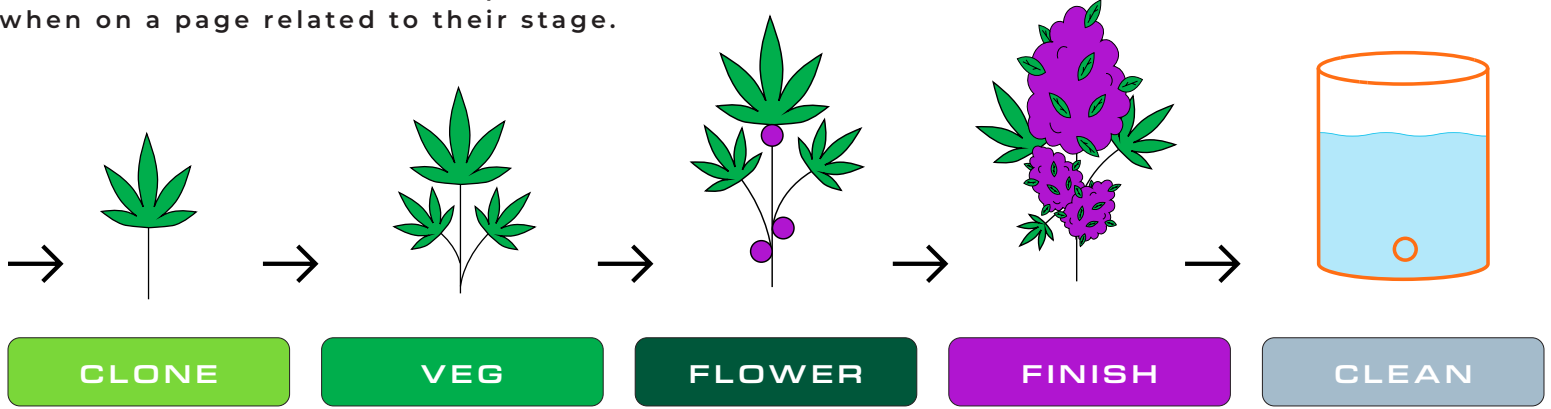 when on a page related to their stage.
CLONE
VEG
FLOWER
FINISH
CLEAN